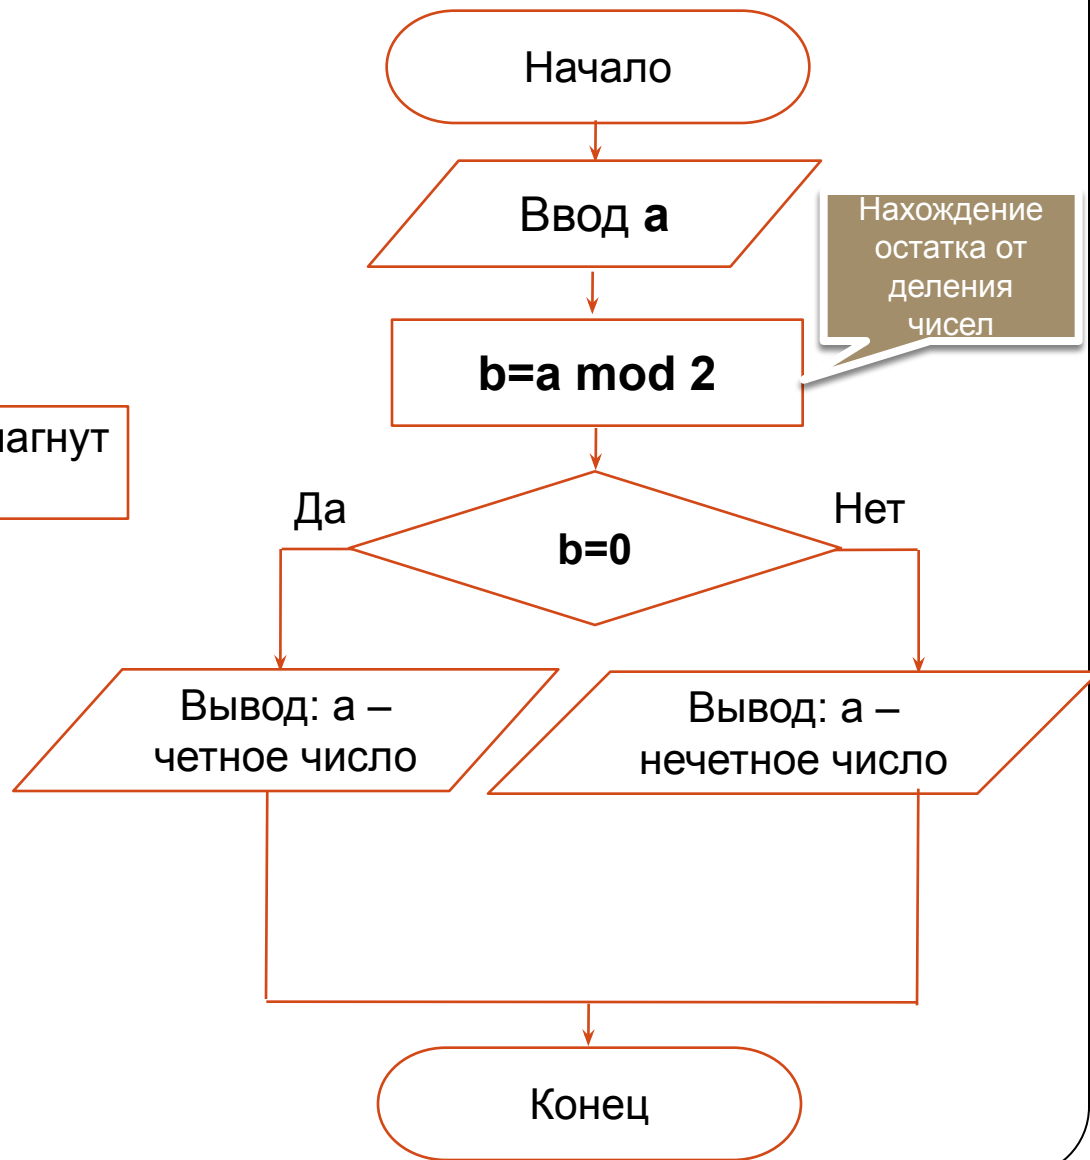 Начало
Ввод а
Нахождение
остатка от
деления
чисел
b=a mod 2
Да
Нет
b=0
Вывод: а –
четное число
Вывод: а –
нечетное число
Конец